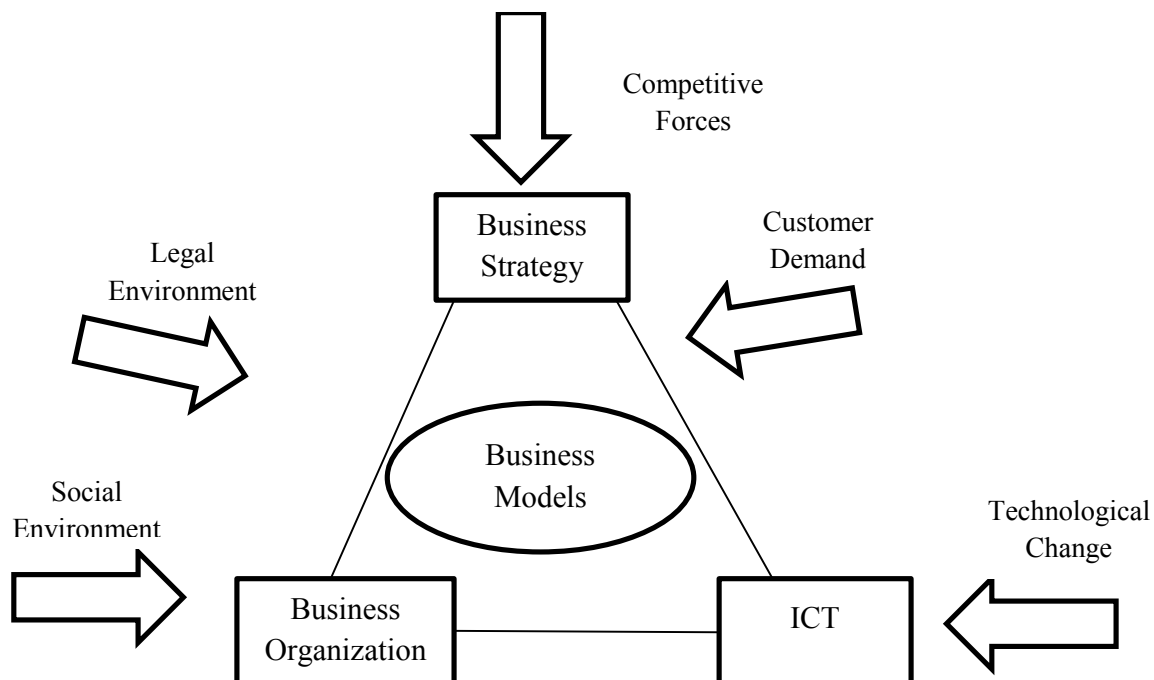 Competitive
Forces
Business
Strategy
Customer
Demand
Legal
Environment
Business
Models
Social
Environment
Technological
Change
Business
Organization
ICT